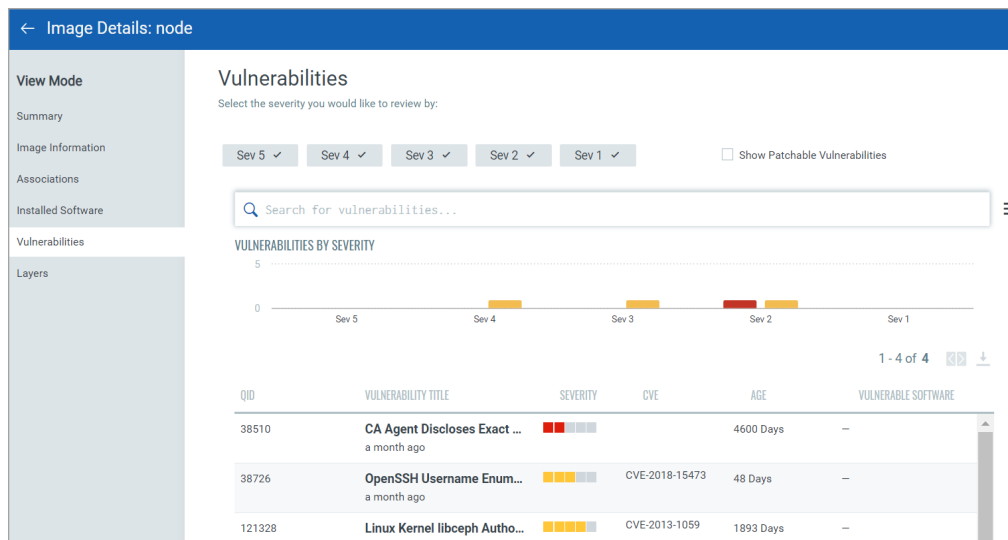 Image Details: node
View Mode
Summary
Image Information
Associations
Installed Software
Vulnerabilities
Layers
Vulnerabilities
Select the severity you would like to review by:
Sev 5 Sev 4 Sev 3 Sev 2 Sev 1 Show Patchable Vulnerabilities
Search for vulnerabilities...
VULNERABILITIES BY SEVERITY
5
0
Sev 5 Sev 4 Sev 3 Sev 2 Sev 1
1 - 4 of 4
QID VULNERABILITY TITLE SEVERITY CVE AGE VULNERABLE SOFTWARE
38510 CA Agent Discloses Exact ... 4600 Days –
a month ago
38726 OpenSSH Username Enum... CVE-2018-15473 48 Days –
a month ago
121328 Linux Kernel libceph Autho... CVE-2013-1059 1893 Days –